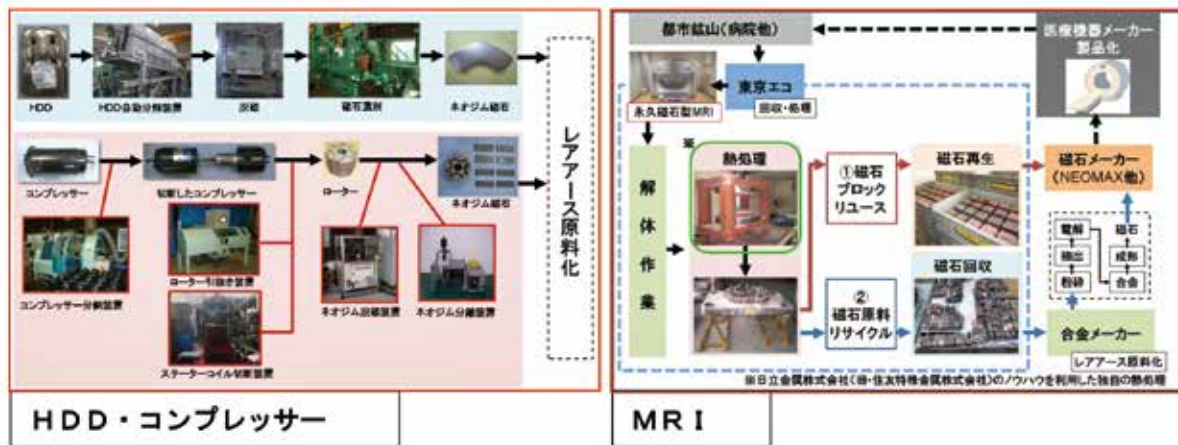 HDD
HDD自動分解装置
脱磁
磁石選別
ネオジム磁石
コンプレッサー
切断したコンプレッサー
ローター
ネオジム磁石
コンプレッサー分解装置
ローター引抜き装置
ステーターコイル切断装置
ネオジム脱磁装置
ネオジム分離装置
レアアース原料化
HDD・コンプレッサー
都市鉱山(病院他)
医療機器メーカー
製品化
東京エコ
回収・処理
永久磁石型MRI
解体作業
※
熱処理
①磁石
ブロック
リユース
磁石再生
磁石メーカー
(NEOMAX他)
②
磁石原料
リサイクル
磁石回収
電解
抽出
粉砕
磁石
成形
合金
合金メーカー
レアアース原料化
※日立金属株式会社(旧・住友特殊金属株式会社)のノウハウを利用した独自の熱処理
MRI